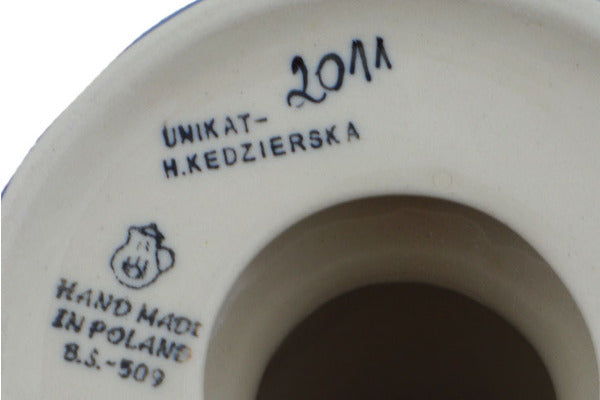 2011
UNIKAT-
H.KEDZIERSKA
HAND MADE
IN POLAND
B.S.-509